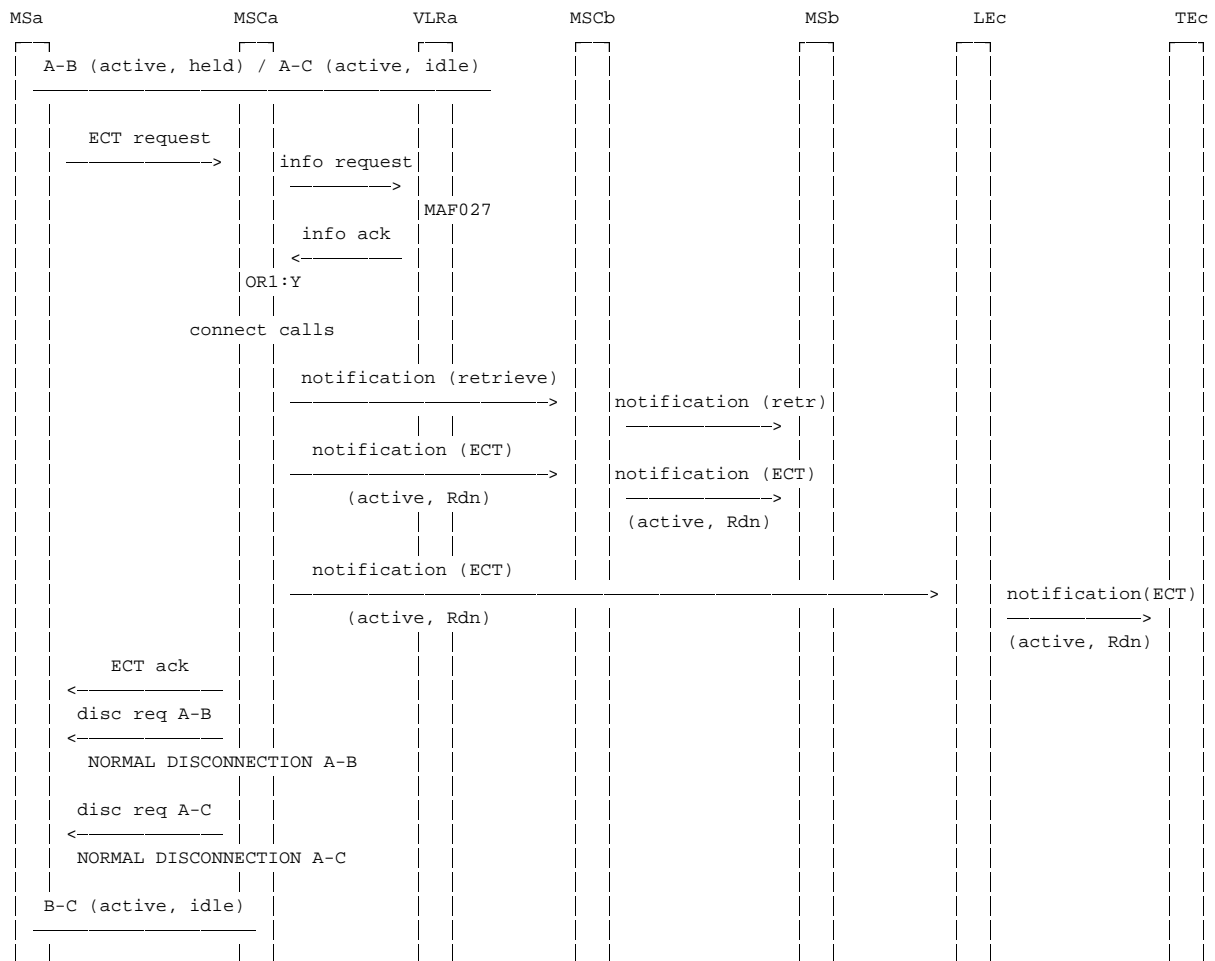 MSa MSCa VLRa MSCb MSb LEc TEc
A-B (active, held) / A-C (active, idle)
ECT request
info request
MAF027
info ack
OR1:Y
connect calls
notification (retrieve)
notification (retr)
notification (ECT)
notification (ECT)
(active, Rdn)
(active, Rdn)
notification (ECT)
notification(ECT)
(active, Rdn)
(active, Rdn)
ECT ack
disc req A-B
NORMAL DISCONNECTION A-B
disc req A-C
NORMAL DISCONNECTION A-C
B-C (active, idle)